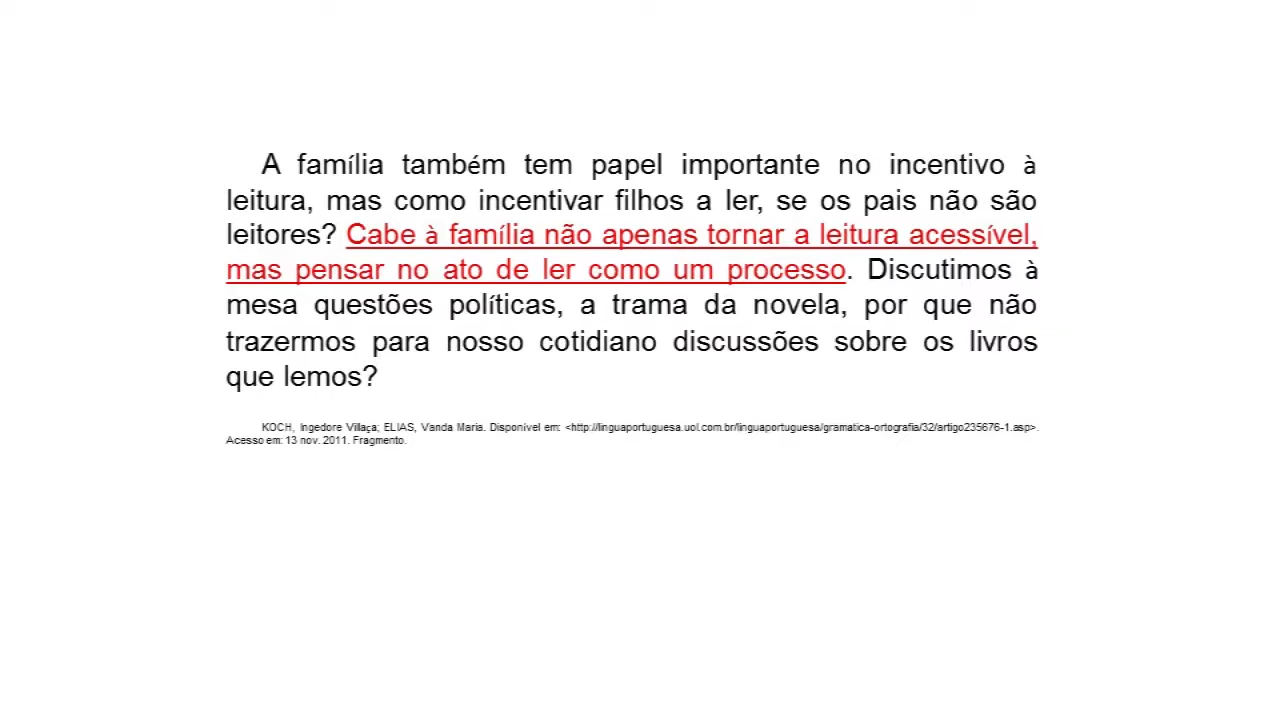 A família também tem papel importante no incentivo à
leitura, mas como incentivar filhos a ler, se os pais não são
leitores? Cabe à família não apenas tornar a leitura acessível,
mas pensar no ato de ler como um processo. Discutimos à
mesa questões políticas, a trama da novela, por que não
trazermos para nosso cotidiano discussões sobre os livros
que lemos?
KOCH, Ingedore Villaça; ELIAS, Vanda Maria. Disponível em: <http://linguaportuguesa.uol.com.br/linguaportuguesa/gramatica-ortografia/32/artigo235676-1.asp>.
Acesso em: 13 nov. 2011. Fragmento.